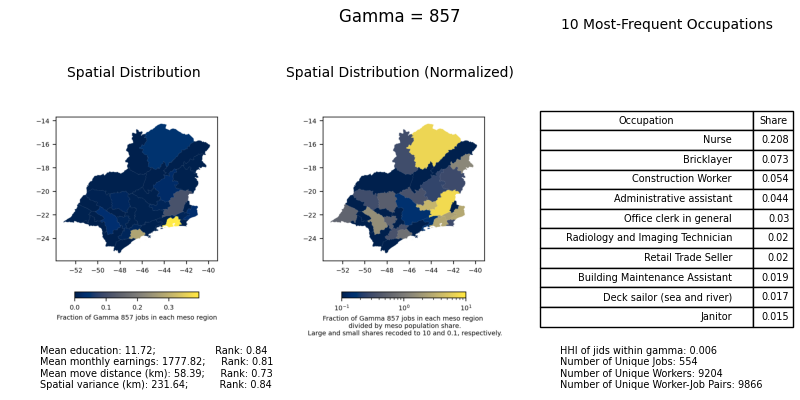 Gamma = 857
10 Most-Frequent Occupations
Spatial Distribution
Spatial Distribution (Normalized)
−14
−16
−18
−20
−22
−24
−52 −50 −48 −46 −44 −42 −40
0.0 0.1 0.2 0.3
Fraction of Gamma 857 jobs in each meso region
−14
−16
−18
−20
−22
−24
−52 −50 −48 −46 −44 −42 −40
10⁻¹ 10⁰ 10¹
Fraction of Gamma 857 jobs in each meso region
divided by meso population share.
Large and small shares recoded to 10 and 0.1, respectively.
Occupation Share
Nurse 0.208
Bricklayer 0.073
Construction Worker 0.054
Administrative assistant 0.044
Office clerk in general 0.03
Radiology and Imaging Technician 0.02
Retail Trade Seller 0.02
Building Maintenance Assistant 0.019
Deck sailor (sea and river) 0.017
Janitor 0.015
Mean education: 11.72; Rank: 0.84
Mean monthly earnings: 1777.82; Rank: 0.81
Mean move distance (km): 58.39; Rank: 0.73
Spatial variance (km): 231.64; Rank: 0.84
HHI of jids within gamma: 0.006
Number of Unique Jobs: 554
Number of Unique Workers: 9204
Number of Unique Worker-Job Pairs: 9866